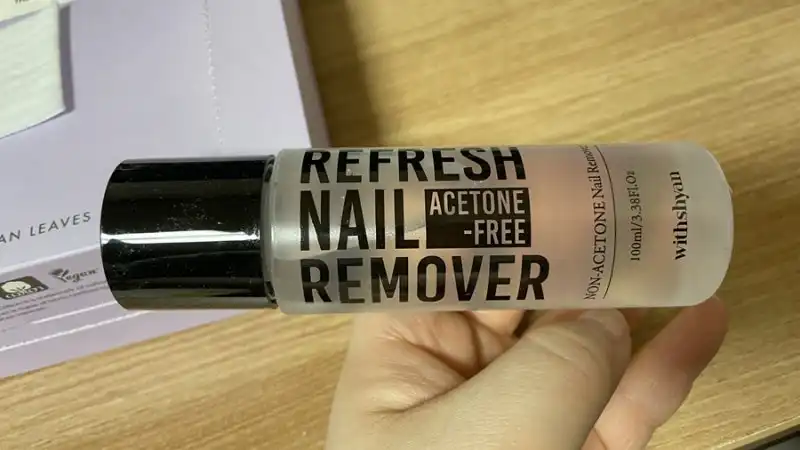 REFRESH
NAIL
ACETONE
-FREE
REMOVER
NON-ACETONE Nail Remover
100ml/3.38FL.Oz
withshyan
AN LEAVES
Vegan